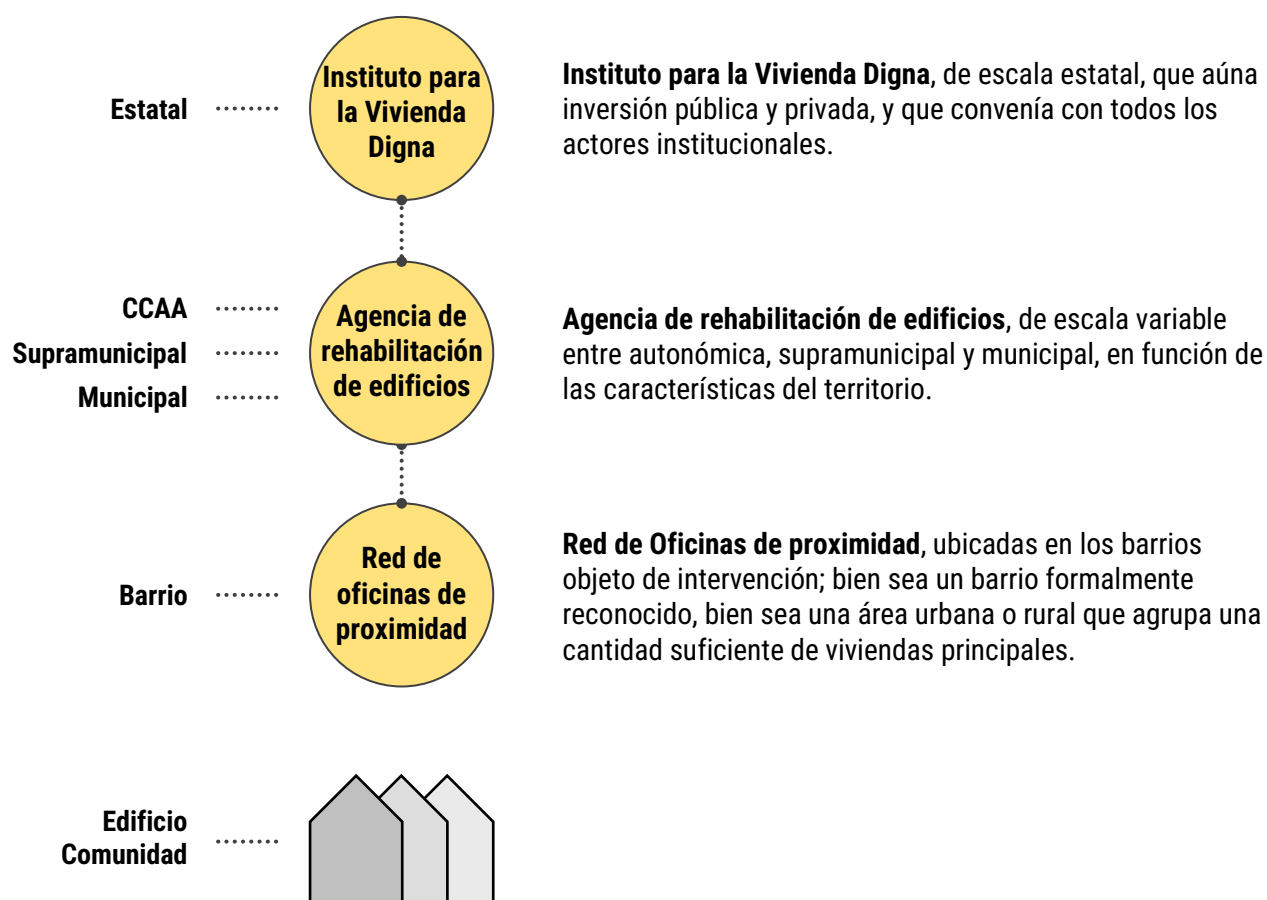 Estatal
Instituto para
la Vivienda
Digna
Instituto para la Vivienda Digna, de escala estatal, que aúna
inversión pública y privada, y que convenía con todos los
actores institucionales.
CCAA
Supramunicipal
Municipal
Agencia de
rehabilitación
de edificios
Agencia de rehabilitación de edificios, de escala variable
entre autonómica, supramunicipal y municipal, en función de
las características del territorio.
Barrio
Red de
oficinas de
proximidad
Red de Oficinas de proximidad, ubicadas en los barrios
objeto de intervención; bien sea un barrio formalmente
reconocido, bien sea una área urbana o rural que agrupa una
cantidad suficiente de viviendas principales.
Edificio
Comunidad